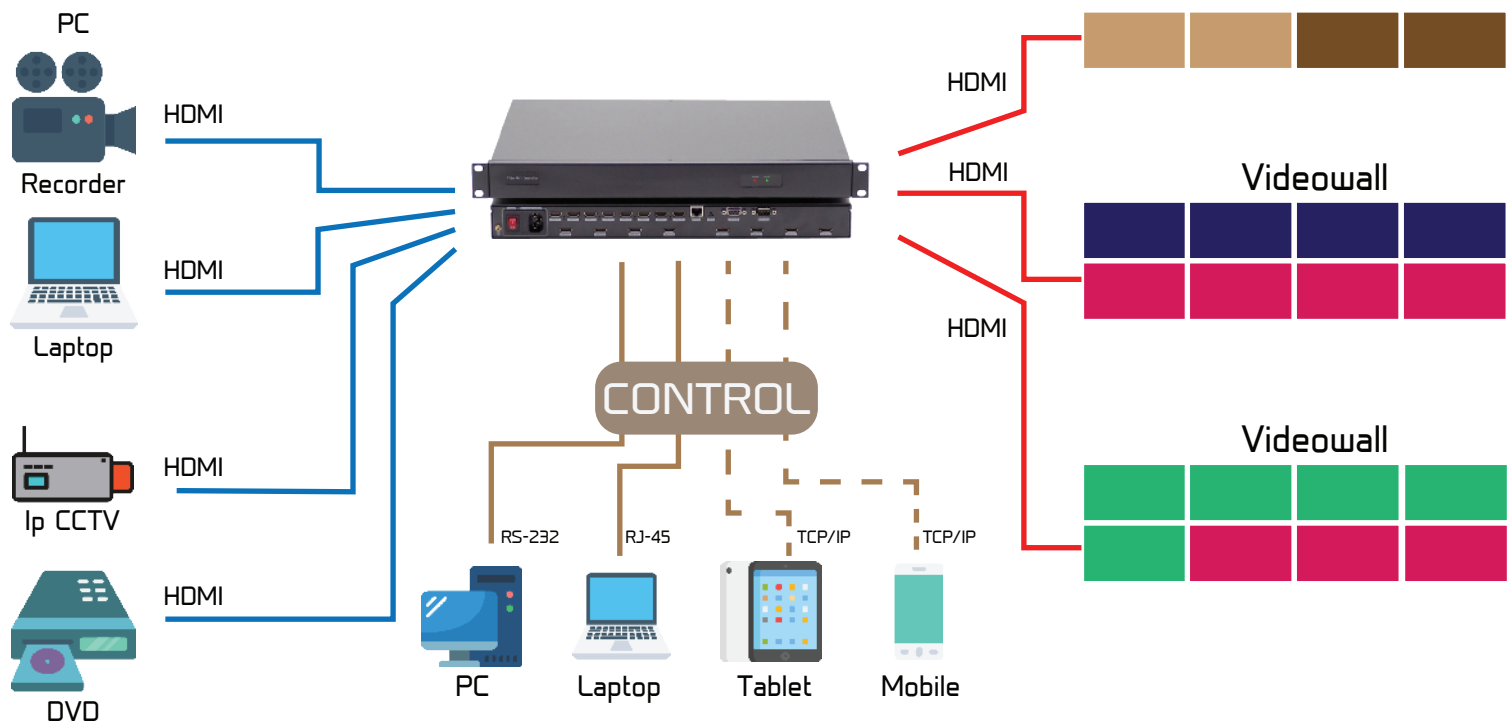 PC
HDMI
Recorder
HDMI
Laptop
HDMI
Ip CCTV
HDMI
DVD
CONTROL
RS-232
RJ-45
TCP/IP
TCP/IP
PC
Laptop
Tablet
Mobile
HDMI
HDMI
Videowall
HDMI
Videowall